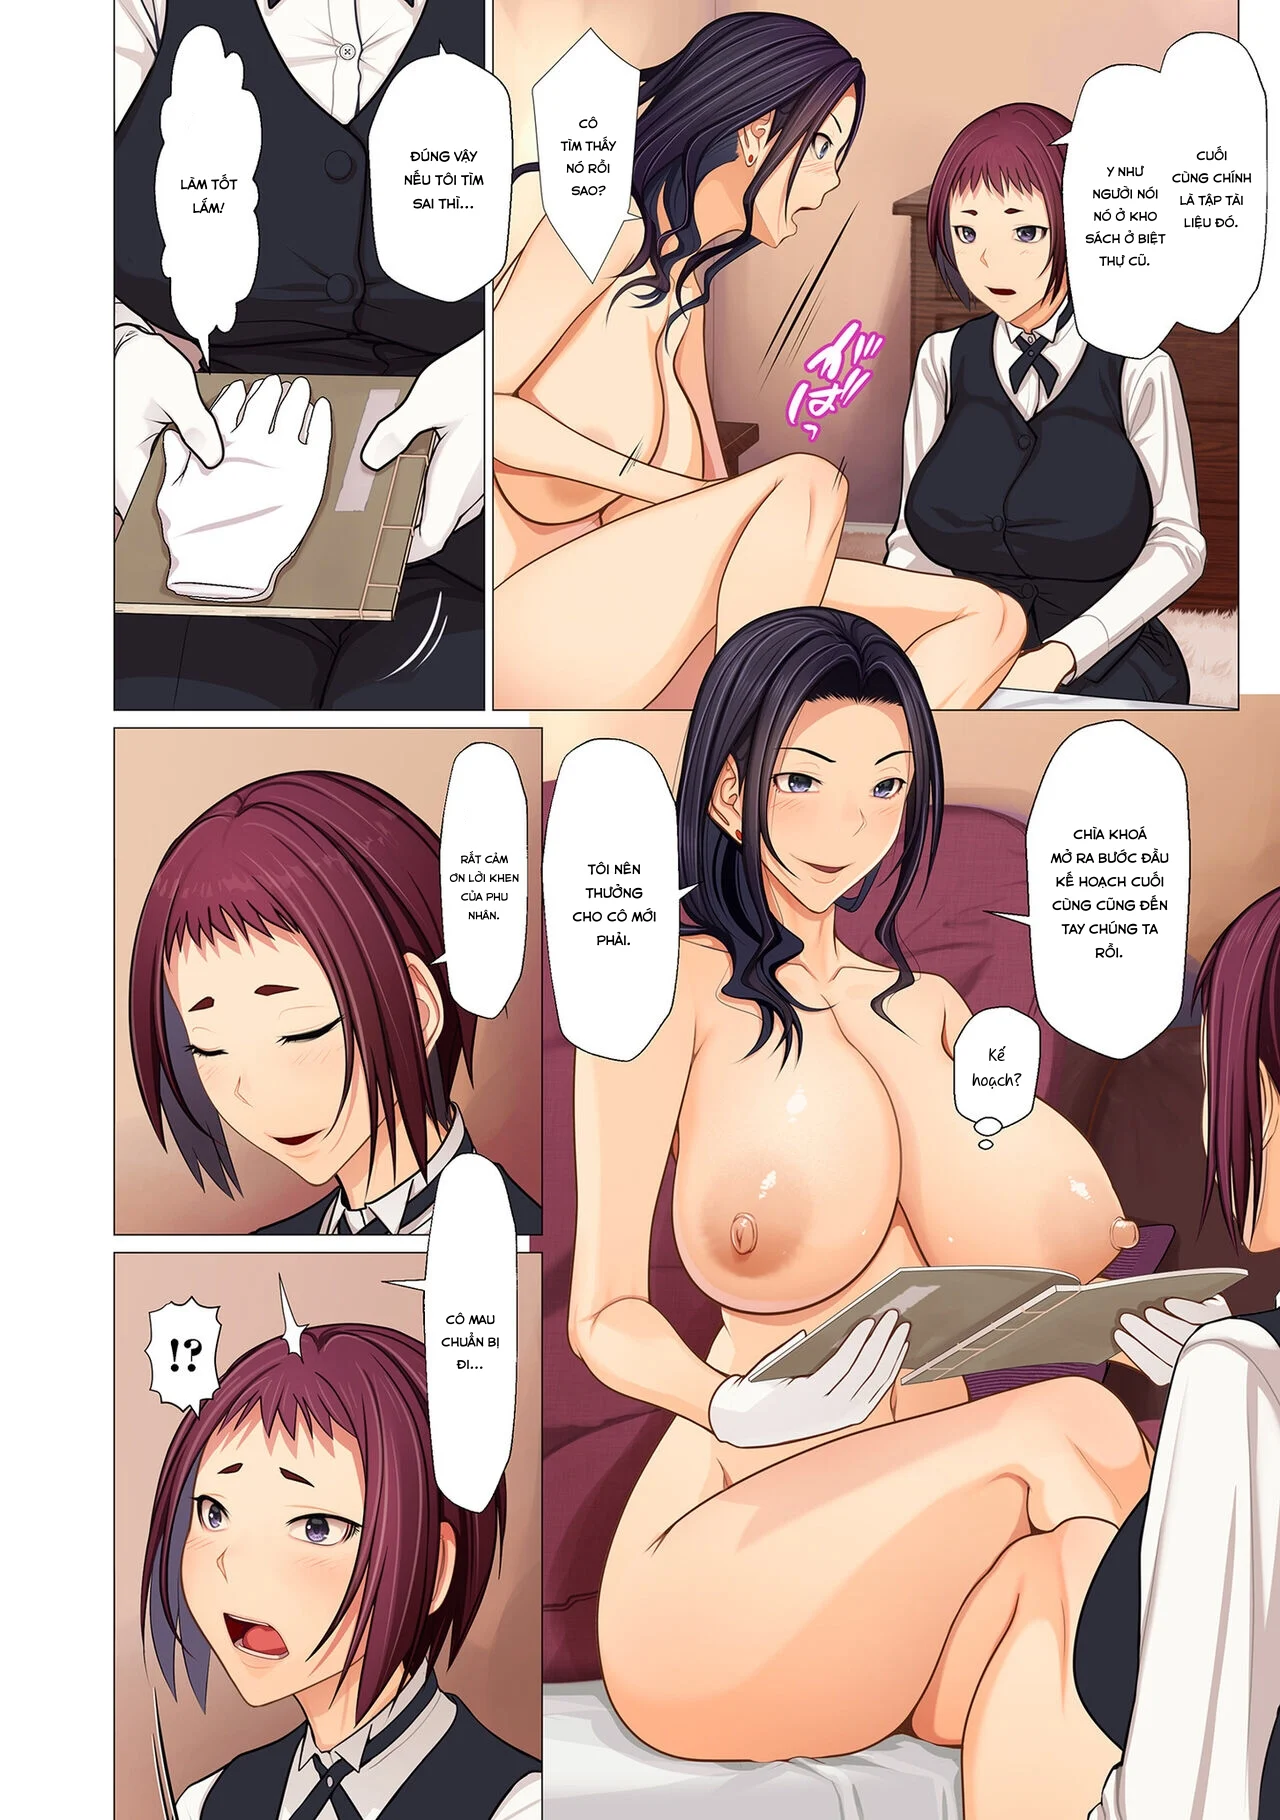 CUỐI
CÙNG CHÍNH
LÀ TẬP TÀI
LIỆU ĐÓ.
Y NHƯ
NGƯỜI NÓI
NÓ Ở KHO
SÁCH Ở BIỆT
THỰ CŨ.
CÔ
TÌM THẤY
NÓ RỒI
SAO?
がばっ
ĐÚNG VẬY
NẾU TÔI TÌM
SAI THÌ...
LÀM TỐT
LẮM!
CHÌA KHOÁ
MỞ RA BƯỚC ĐẦU
KẾ HOẠCH CUỐI
CÙNG CŨNG ĐẾN
TAY CHÚNG TA
RỒI.
Kế
hoạch?
TÔI NÊN
THƯỞNG
CHO CÔ MỚI
PHẢI.
RẤT CẢM
ƠN LỜI KHEN
CỦA PHU
NHÂN.
CÔ MAU
CHUẨN BỊ
ĐI...
!?